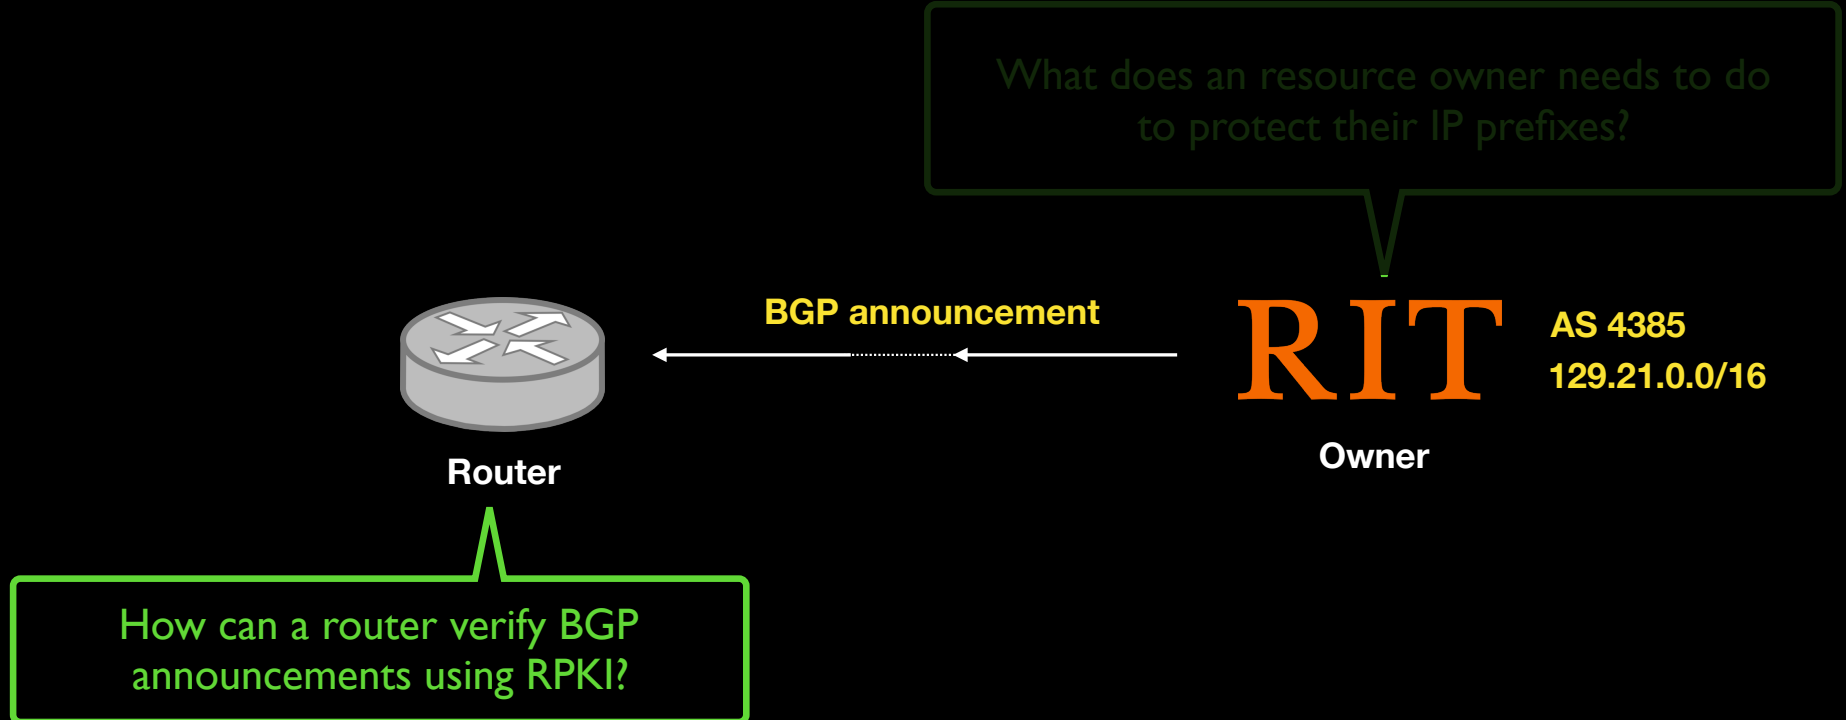 What does an resource owner needs to do
to protect their IP prefixes?
BGP announcement
RIT
AS 4385
129.21.0.0/16
Owner
Router
How can a router verify BGP
announcements using RPKI?